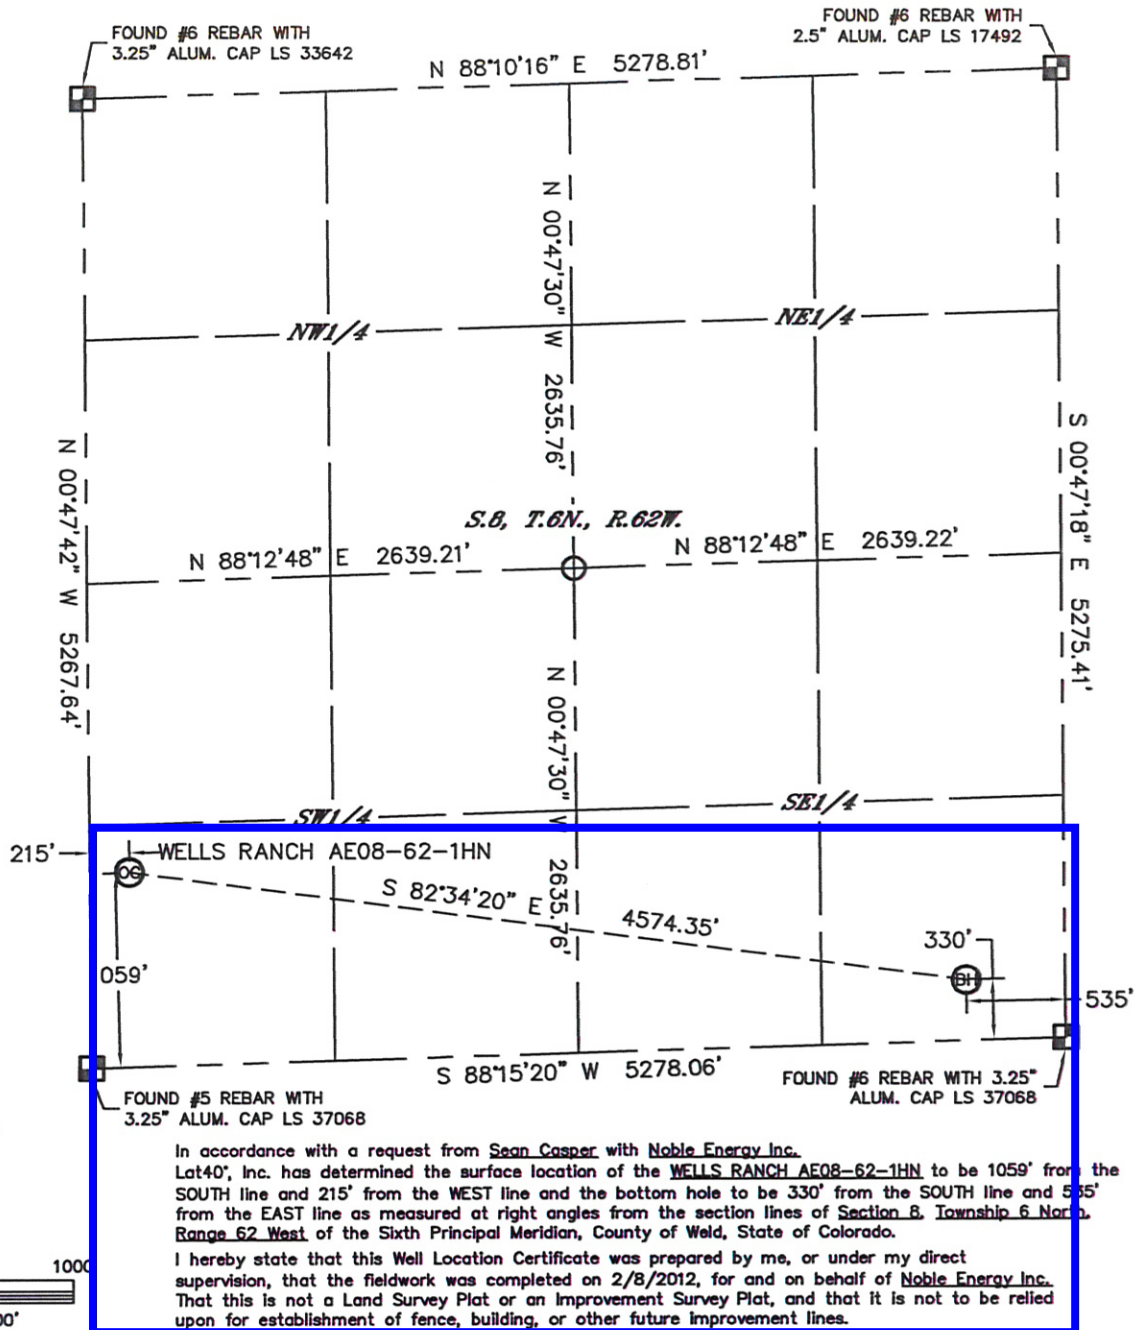 FOUND #6 REBAR WITH
3.25" ALUM. CAP LS 33642
FOUND #6 REBAR WITH
2.5" ALUM. CAP LS 17492
N 88°10'16" E 5278.81'
N 00°47'30" W 2635.76'
NW1/4
NE1/4
N 00°47'42" W 5267.64'
S 00°47'18" E 5275.41'
S.8, T.6N., R.62W.
N 88°12'48" E 2639.21'
N 88°12'48" E 2639.22'
N 00°47'30" W 2635.76'
SW1/4
SE1/4
215'
WELLS RANCH AE08-62-1HN
OG
S 82°34'20" E 4574.35'
330'
BH
059'
535'
S 88°15'20" W 5278.06'
FOUND #5 REBAR WITH
3.25" ALUM. CAP LS 37068
FOUND #6 REBAR WITH 3.25"
ALUM. CAP LS 37068
In accordance with a request from Sean Casper with Noble Energy Inc.
Lat40°, Inc. has determined the surface location of the WELLS RANCH AE08-62-1HN to be 1059' from the
SOUTH line and 215' from the WEST line and the bottom hole to be 330' from the SOUTH line and 535'
from the EAST line as measured at right angles from the section lines of Section 8, Township 6 North,
Range 62 West of the Sixth Principal Meridian, County of Weld, State of Colorado.
I hereby state that this Well Location Certificate was prepared by me, or under my direct
supervision, that the fieldwork was completed on 2/8/2012, for and on behalf of Noble Energy Inc.
That this is not a Land Survey Plat or an Improvement Survey Plat, and that it is not to be relied
upon for establishment of fence, building, or other future improvement lines.
1000
00'